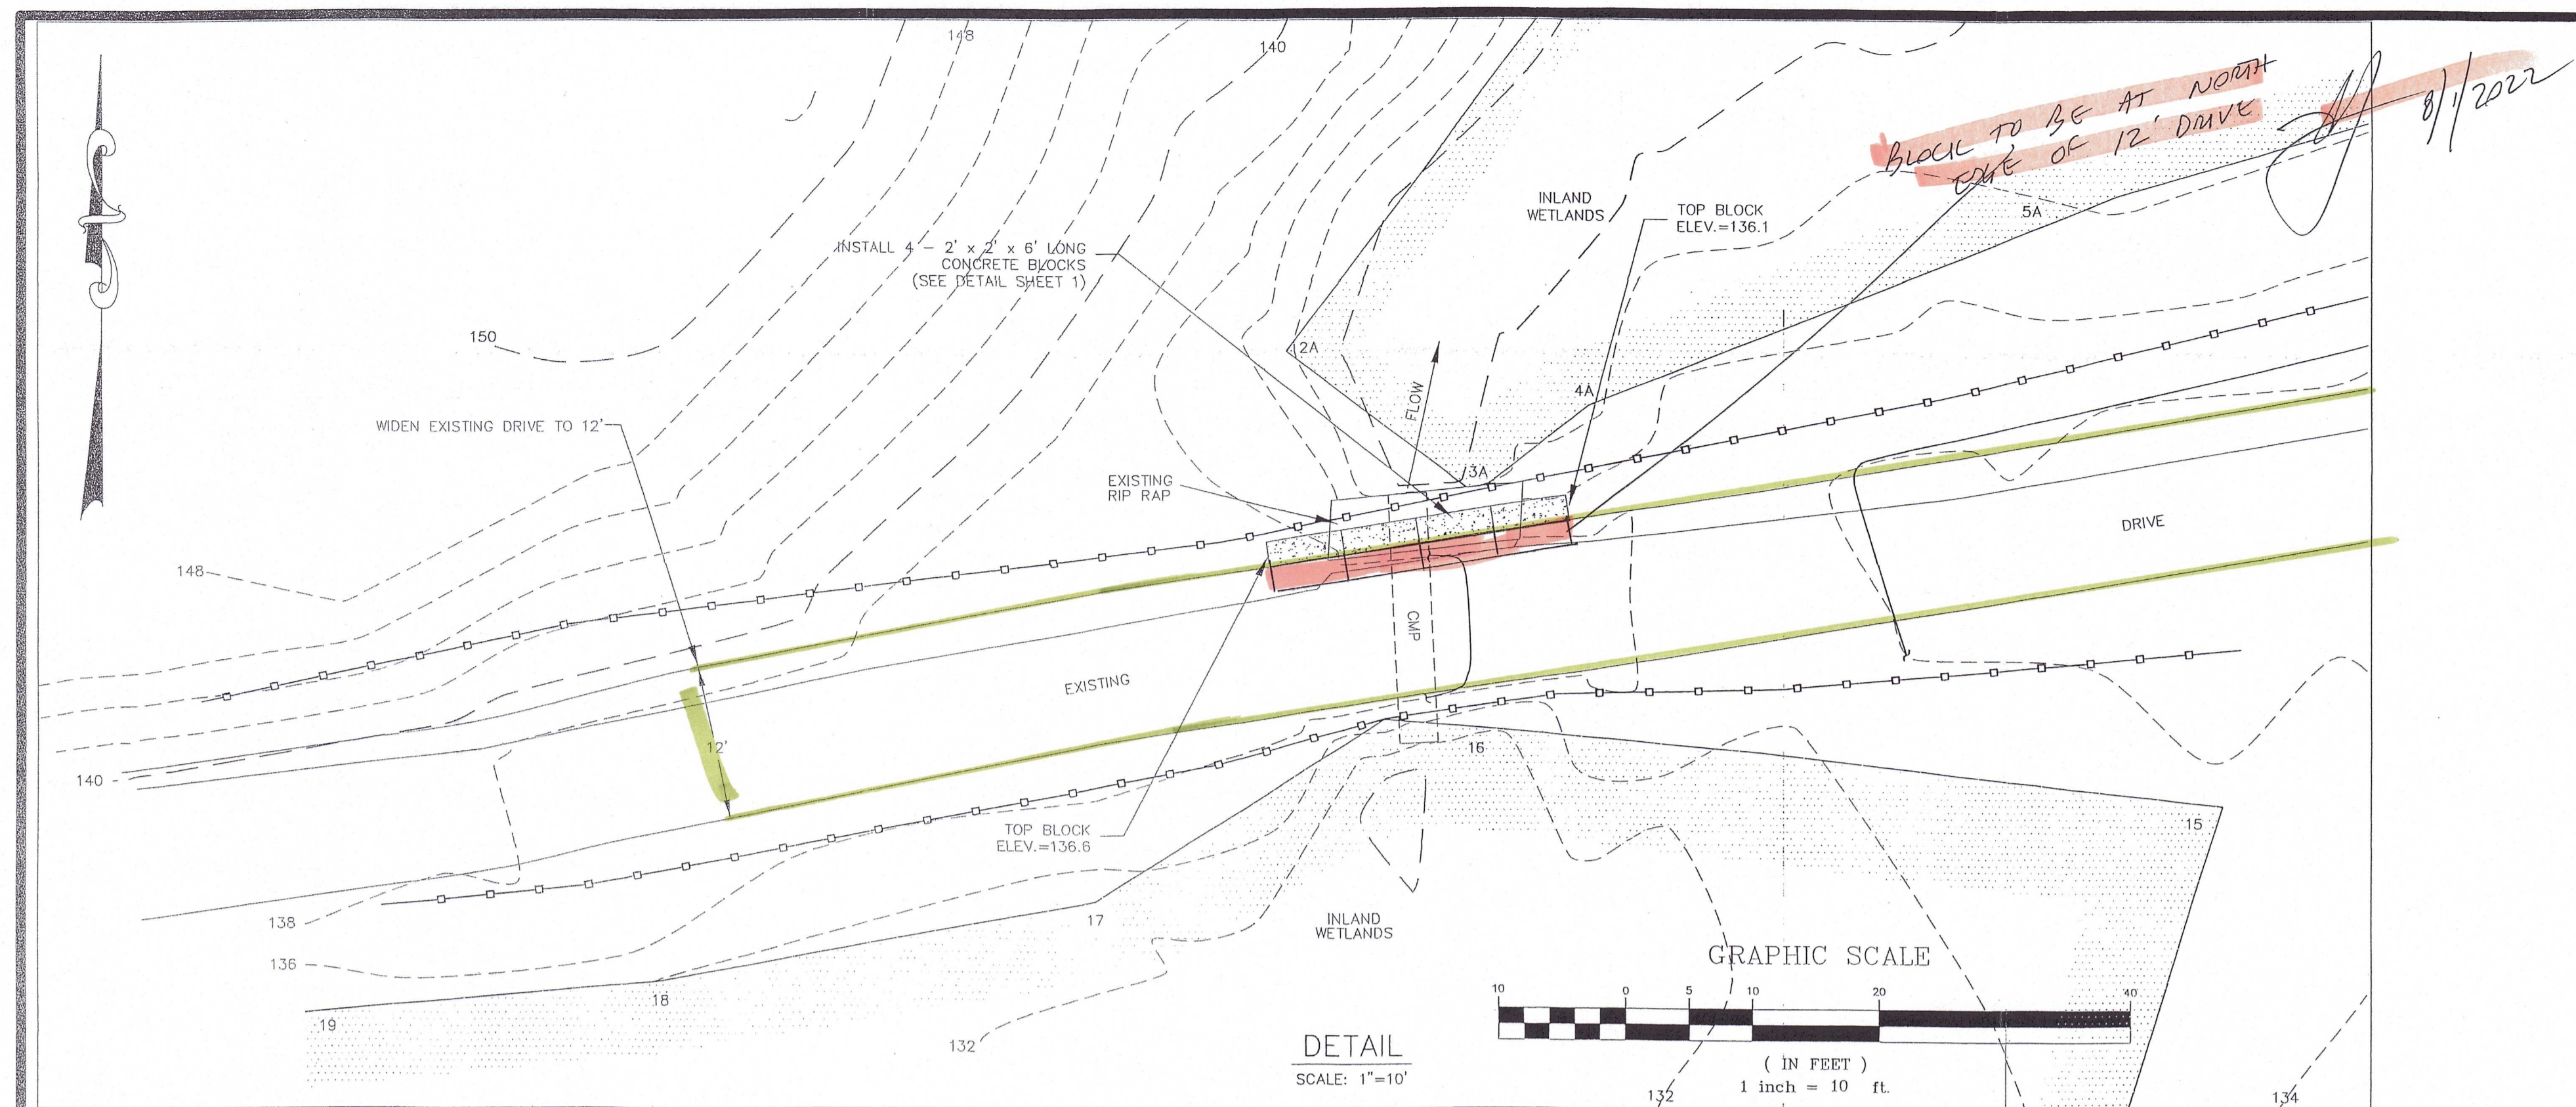 148
140
BLOCK TO BE AT NORTH
EDGE OF 12' DRIVE
8/1/2022
INLAND
WETLANDS
TOP BLOCK
ELEV.=136.1
5A
INSTALL 4 - 2' x 2' x 6' LONG
CONCRETE BLOCKS
(SEE DETAIL SHEET 1)
150
2A
4A
FLOW
WIDEN EXISTING DRIVE TO 12'
3A
EXISTING
RIP RAP
DRIVE
148
CMP
EXISTING
12'
16
140
TOP BLOCK
ELEV.=136.6
15
138
17
INLAND
WETLANDS
136
18
19
GRAPHIC SCALE
10 0 5 10 20 40
132
DETAIL
SCALE: 1"=10'
( IN FEET )
1 inch = 10 ft.
132
134